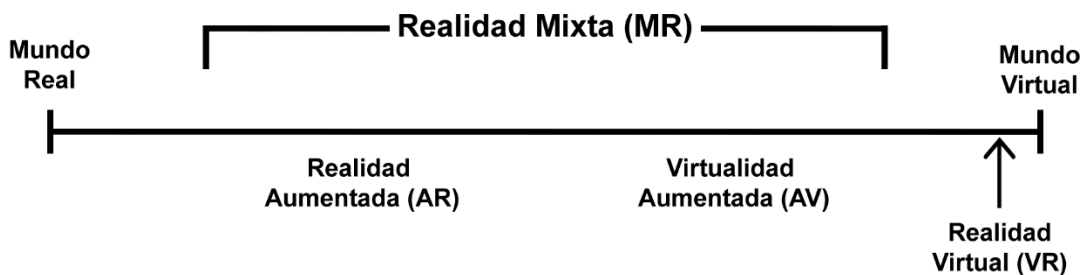 Realidad Mixta (MR)
Mundo
Real
Mundo
Virtual
Realidad
Aumentada (AR)
Virtualidad
Aumentada (AV)
Realidad
Virtual (VR)